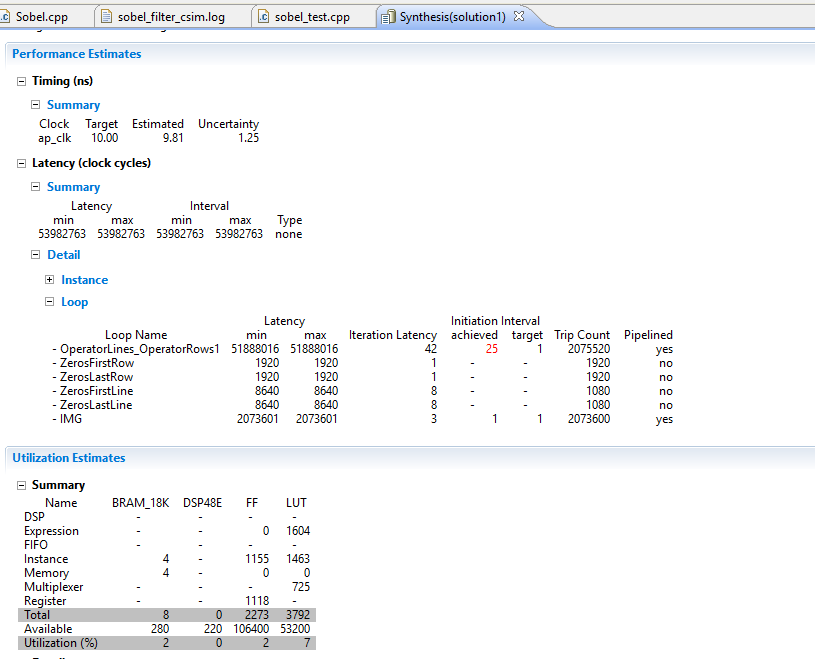 Sobel.cpp sobel_filter_csim.log sobel_test.cpp Synthesis(solution1)
Performance Estimates
Timing (ns)
Summary
Clock Target Estimated Uncertainty
ap_clk 10.00 9.81 1.25
Latency (clock cycles)
Summary
Latency Interval
min max min max Type
53982763 53982763 53982763 53982763 none
Detail
Instance
Loop
Latency Initiation Interval
Loop Name min max Iteration Latency achieved target Trip Count Pipelined
- OperatorLines_OperatorRows1 51888016 51888016 42 25 1 2075520 yes
- ZerosFirstRow 1920 1920 1 - - 1920 no
- ZerosLastRow 1920 1920 1 - - 1920 no
- ZerosFirstLine 8640 8640 8 - - 1080 no
- ZerosLastLine 8640 8640 8 - - 1080 no
- IMG 2073601 2073601 3 1 1 2073600 yes
Utilization Estimates
Summary
Name BRAM_18K DSP48E FF LUT
DSP - - - -
Expression - - 0 1604
FIFO - - - -
Instance 4 - 1155 1463
Memory 4 - 0 0
Multiplexer - - - 725
Register - - 1118 -
Total 8 0 2273 3792
Available 280 220 106400 53200
Utilization (%) 2 0 2 7